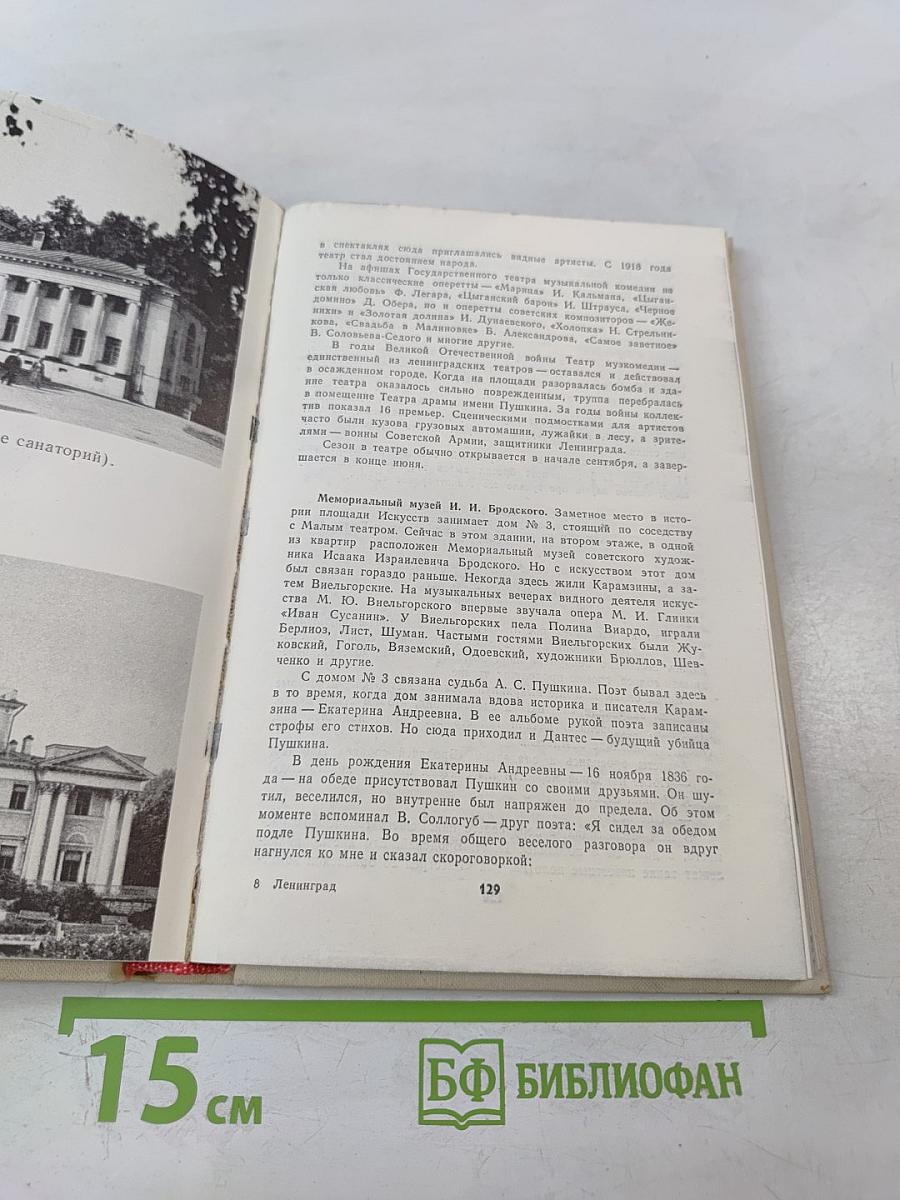 е санаторий).
в спектаклях сюда приглашались видные артисты. С 1918 года
театр стал достоянием народа.
На афишах Государственного театра музыкальной комедии не
только классические оперетты — «Марица» И. Кальмана, «Цыган-
ская любовь» Ф. Легара, «Цыганский барон» И. Штрауса, «Черное
домино» Д. Обера, но и оперетты советских композиторов — «Же-
нихи» и «Золотая долина» И. Дунаевского, «Холопка» Н. Стрельни-
кова, «Свадьба в Малиновке» Б. Александрова, «Самое заветное»
В. Соловьева-Седого и многие другие.
В годы Великой Отечественной войны Театр музкомедии —
единственный из ленинградских театров — оставался и действовал
в осажденном городе. Когда на площади разорвалась бомба и зда-
ние театра оказалось сильно поврежденным, труппа перебралась
в помещение Театра драмы имени Пушкина. За годы войны коллек-
тив показал 16 премьер. Сценическими подмостками для артистов
часто были кузова грузовых автомашин, лужайки в лесу, а зрите-
лями — воины Советской Армии, защитники Ленинграда.
Сезон в театре обычно открывается в начале сентября, а завер-
шается в конце июня.
Мемориальный музей И. И. Бродского. Заметное место в исто-
рии площади Искусств занимает дом № 3, стоящий по соседству
с Малым театром. Сейчас в этом здании, на втором этаже, в одной
из квартир расположен Мемориальный музей советского худож-
ника Исаака Израилевича Бродского. Но с искусством этот дом
был связан гораздо раньше. Некогда здесь жили Карамзины, а за-
тем Виельгорские. На музыкальных вечерах видного деятеля искус-
ства М. Ю. Виельгорского впервые звучала опера М. И. Глинки
«Иван Сусанин». У Виельгорских пела Полина Виардо, играли
Берлиоз, Лист, Шуман. Частыми гостями Виельгорских были Жу-
ковский, Гоголь, Вяземский, Одоевский, художники Брюллов, Шев-
ченко и другие.
С домом № 3 связана судьба А. С. Пушкина. Поэт бывал здесь
в то время, когда дом занимала вдова историка и писателя Карам-
зина — Екатерина Андреевна. В ее альбоме рукой поэта записаны
строфы его стихов. Но сюда приходил и Дантес — будущий убийца
Пушкина.
В день рождения Екатерины Андреевны — 16 ноября 1836 го-
да — на обеде присутствовал Пушкин со своими друзьями. Он шу-
тил, веселился, но внутренне был напряжен до предела. Об этом
моменте вспоминал В. Соллогуб — друг поэта: «Я сидел за обедом
подле Пушкина. Во время общего веселого разговора он вдруг
нагнулся ко мне и сказал скороговоркой:
8 Ленинград 129
15 см
БФ БИБЛИОФАН